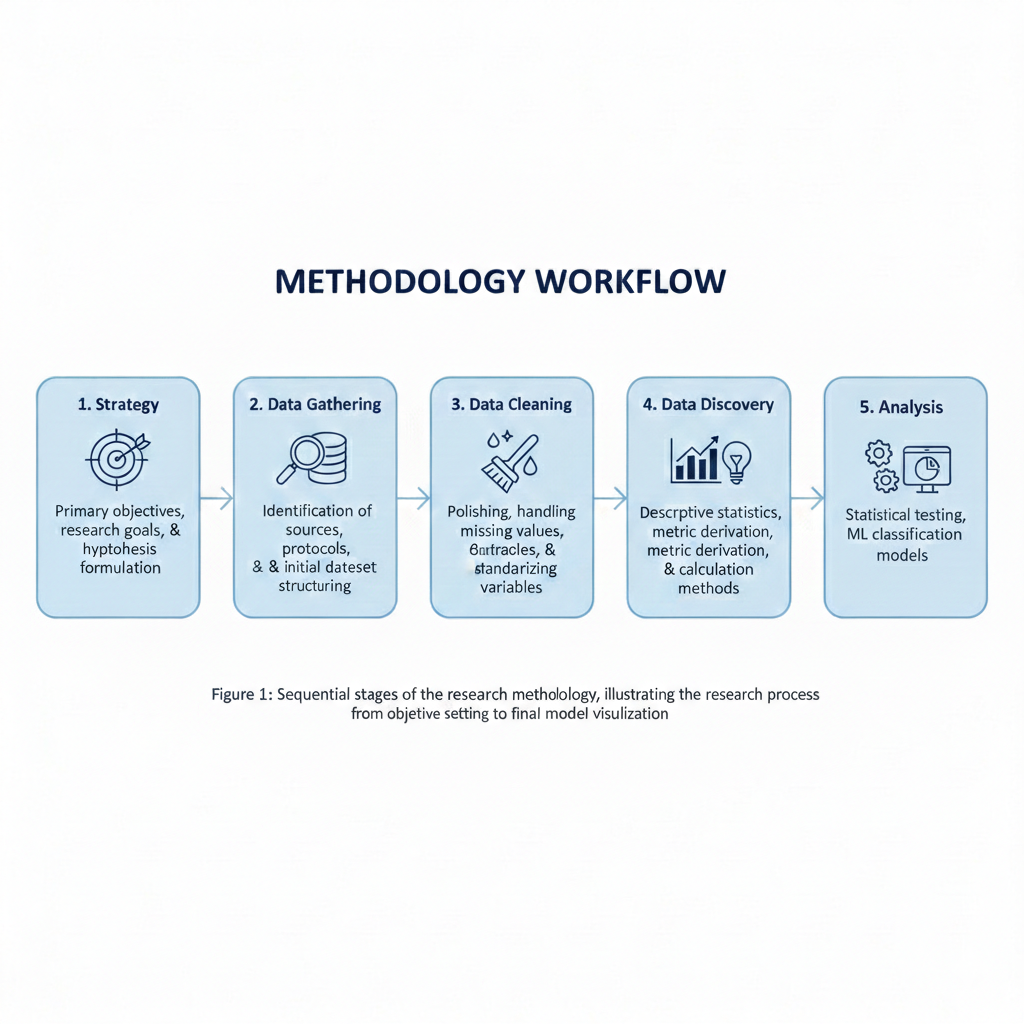 METHODOLOGY WORKFLOW
1. Strategy
Primary objectives,
research goals, &
hyptohesis
formulation
2. Data Gathering
Identification of
sources,
protocols,
& & initial dateset
structuring
3. Data Cleaning
Polishing, handling
missing values,
&
standarizing
variables
4. Data Discovery
Descrptive statistics,
metric derivation,
metric derivation,
& calculation
methods
5. Analysis
Statistical testing,
ML classification
models
Figure 1: Sequential stages of the research metholology, illustrating the research process
from objetive setting to final model visulization